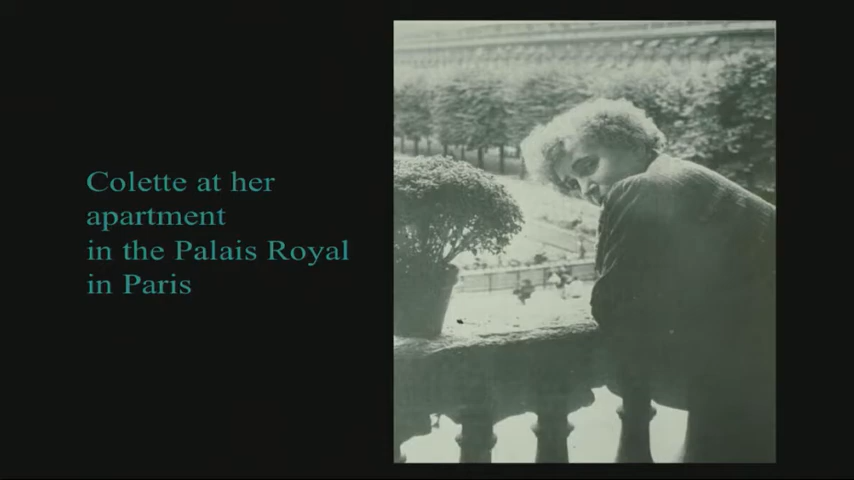 Colette at her
apartment
in the Palais Royal
in Paris